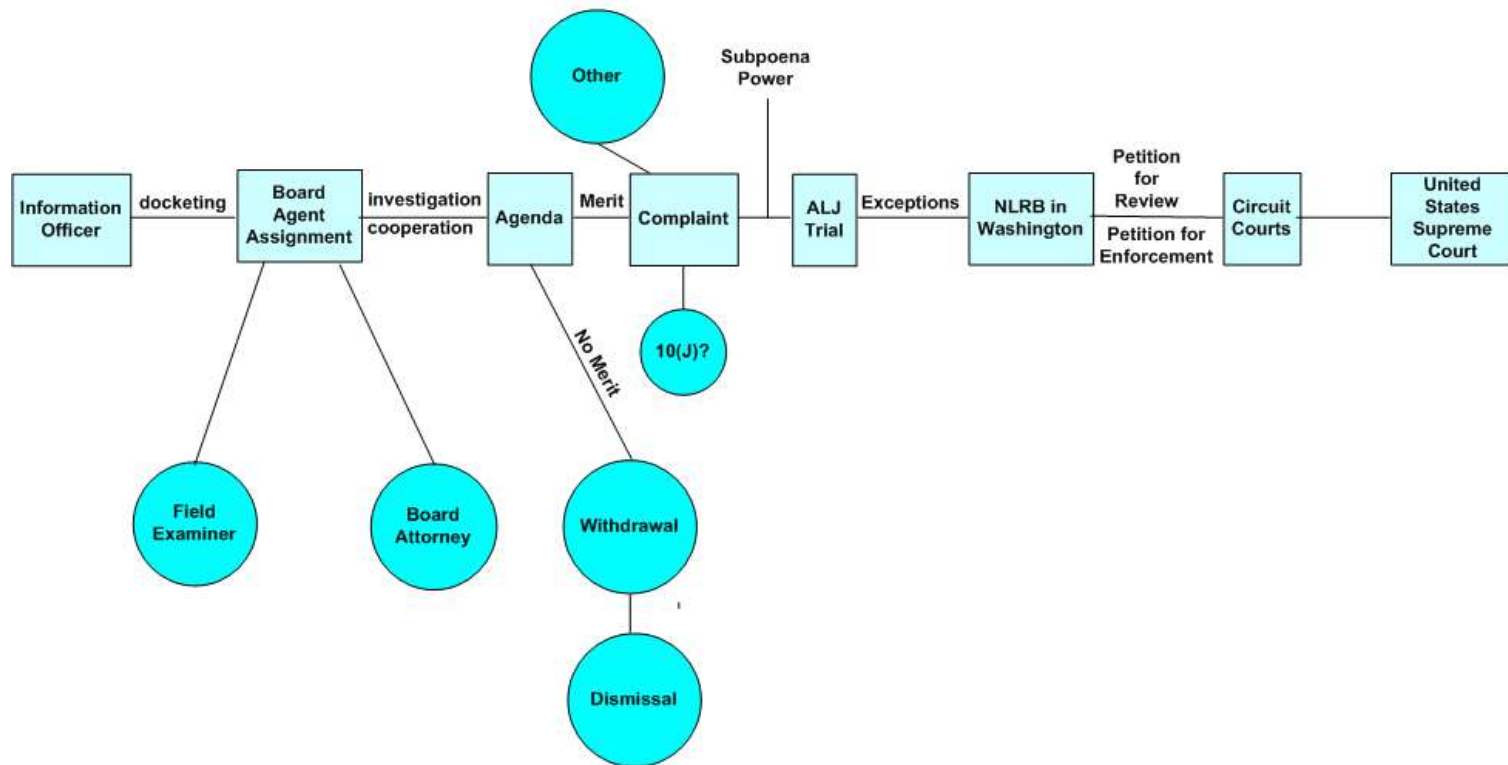 Other
Subpoena
Power
Information
Officer
docketing
Board
Agent
Assignment
investigation
cooperation
Agenda
Merit
Complaint
ALJ
Trial
Exceptions
NLRB in
Washington
Petition
for
Review
Petition for
Enforcement
Circuit
Courts
United
States
Supreme
Court
No Merit
10(J)?
Field
Examiner
Board
Attorney
Withdrawal
Dismissal